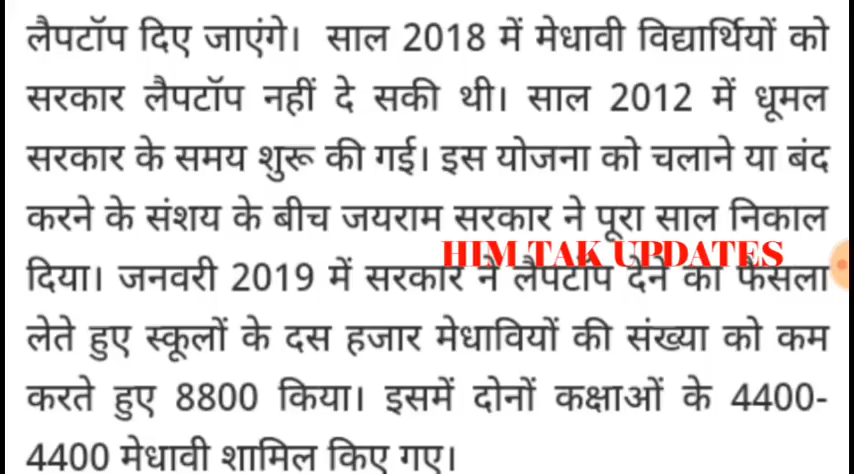 लैपटॉप दिए जाएंगे। साल 2018 में मेधावी विद्यार्थियों को
सरकार लैपटॉप नहीं दे सकी थी। साल 2012 में धूमल
सरकार के समय शुरू की गई। इस योजना को चलाने या बंद
करने के संशय के बीच जयराम सरकार ने पूरा साल निकाल
HIM TAK UPDATES
दिया। जनवरी 2019 में सरकार ने लैपटॉप देने का फैसला
लेते हुए स्कूलों के दस हजार मेधावियों की संख्या को कम
करते हुए 8800 किया। इसमें दोनों कक्षाओं के 4400-
4400 मेधावी शामिल किए गए।